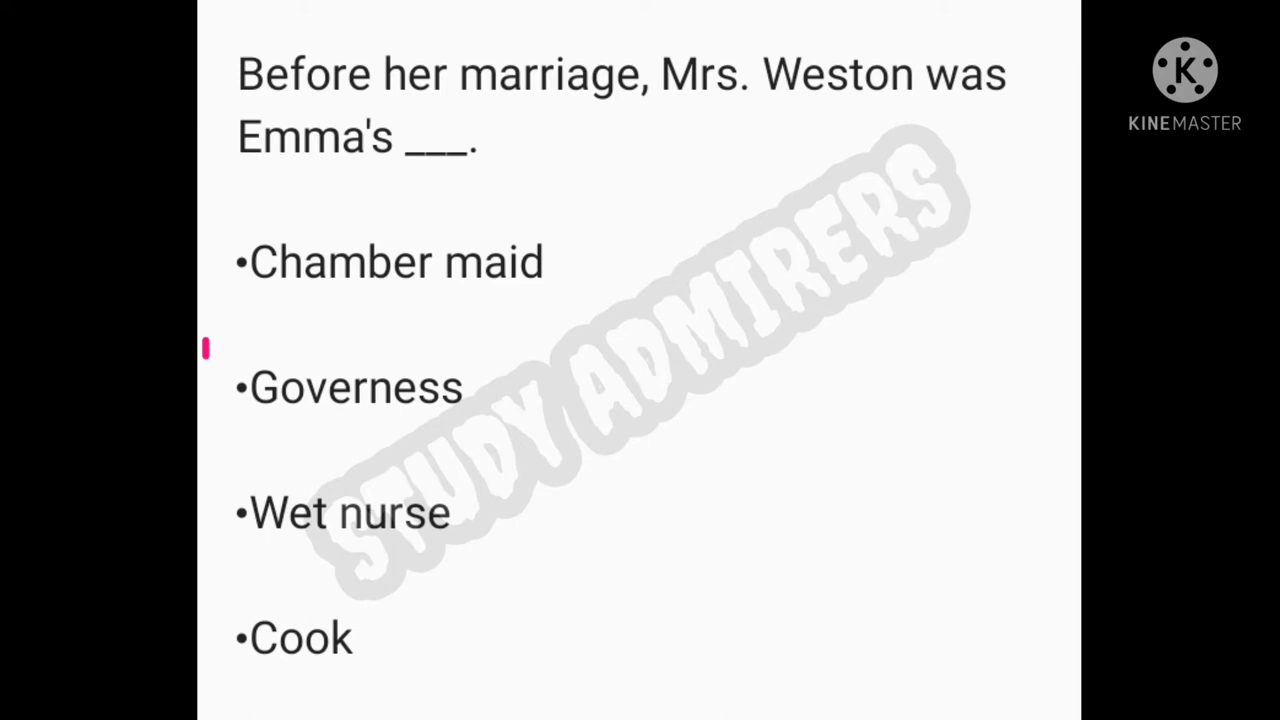 Before her marriage, Mrs. Weston was
Emma's ___.
•Chamber maid
•Governess
•Wet nurse
•Cook
STUDY ADMIRERS
K
KINEMASTER